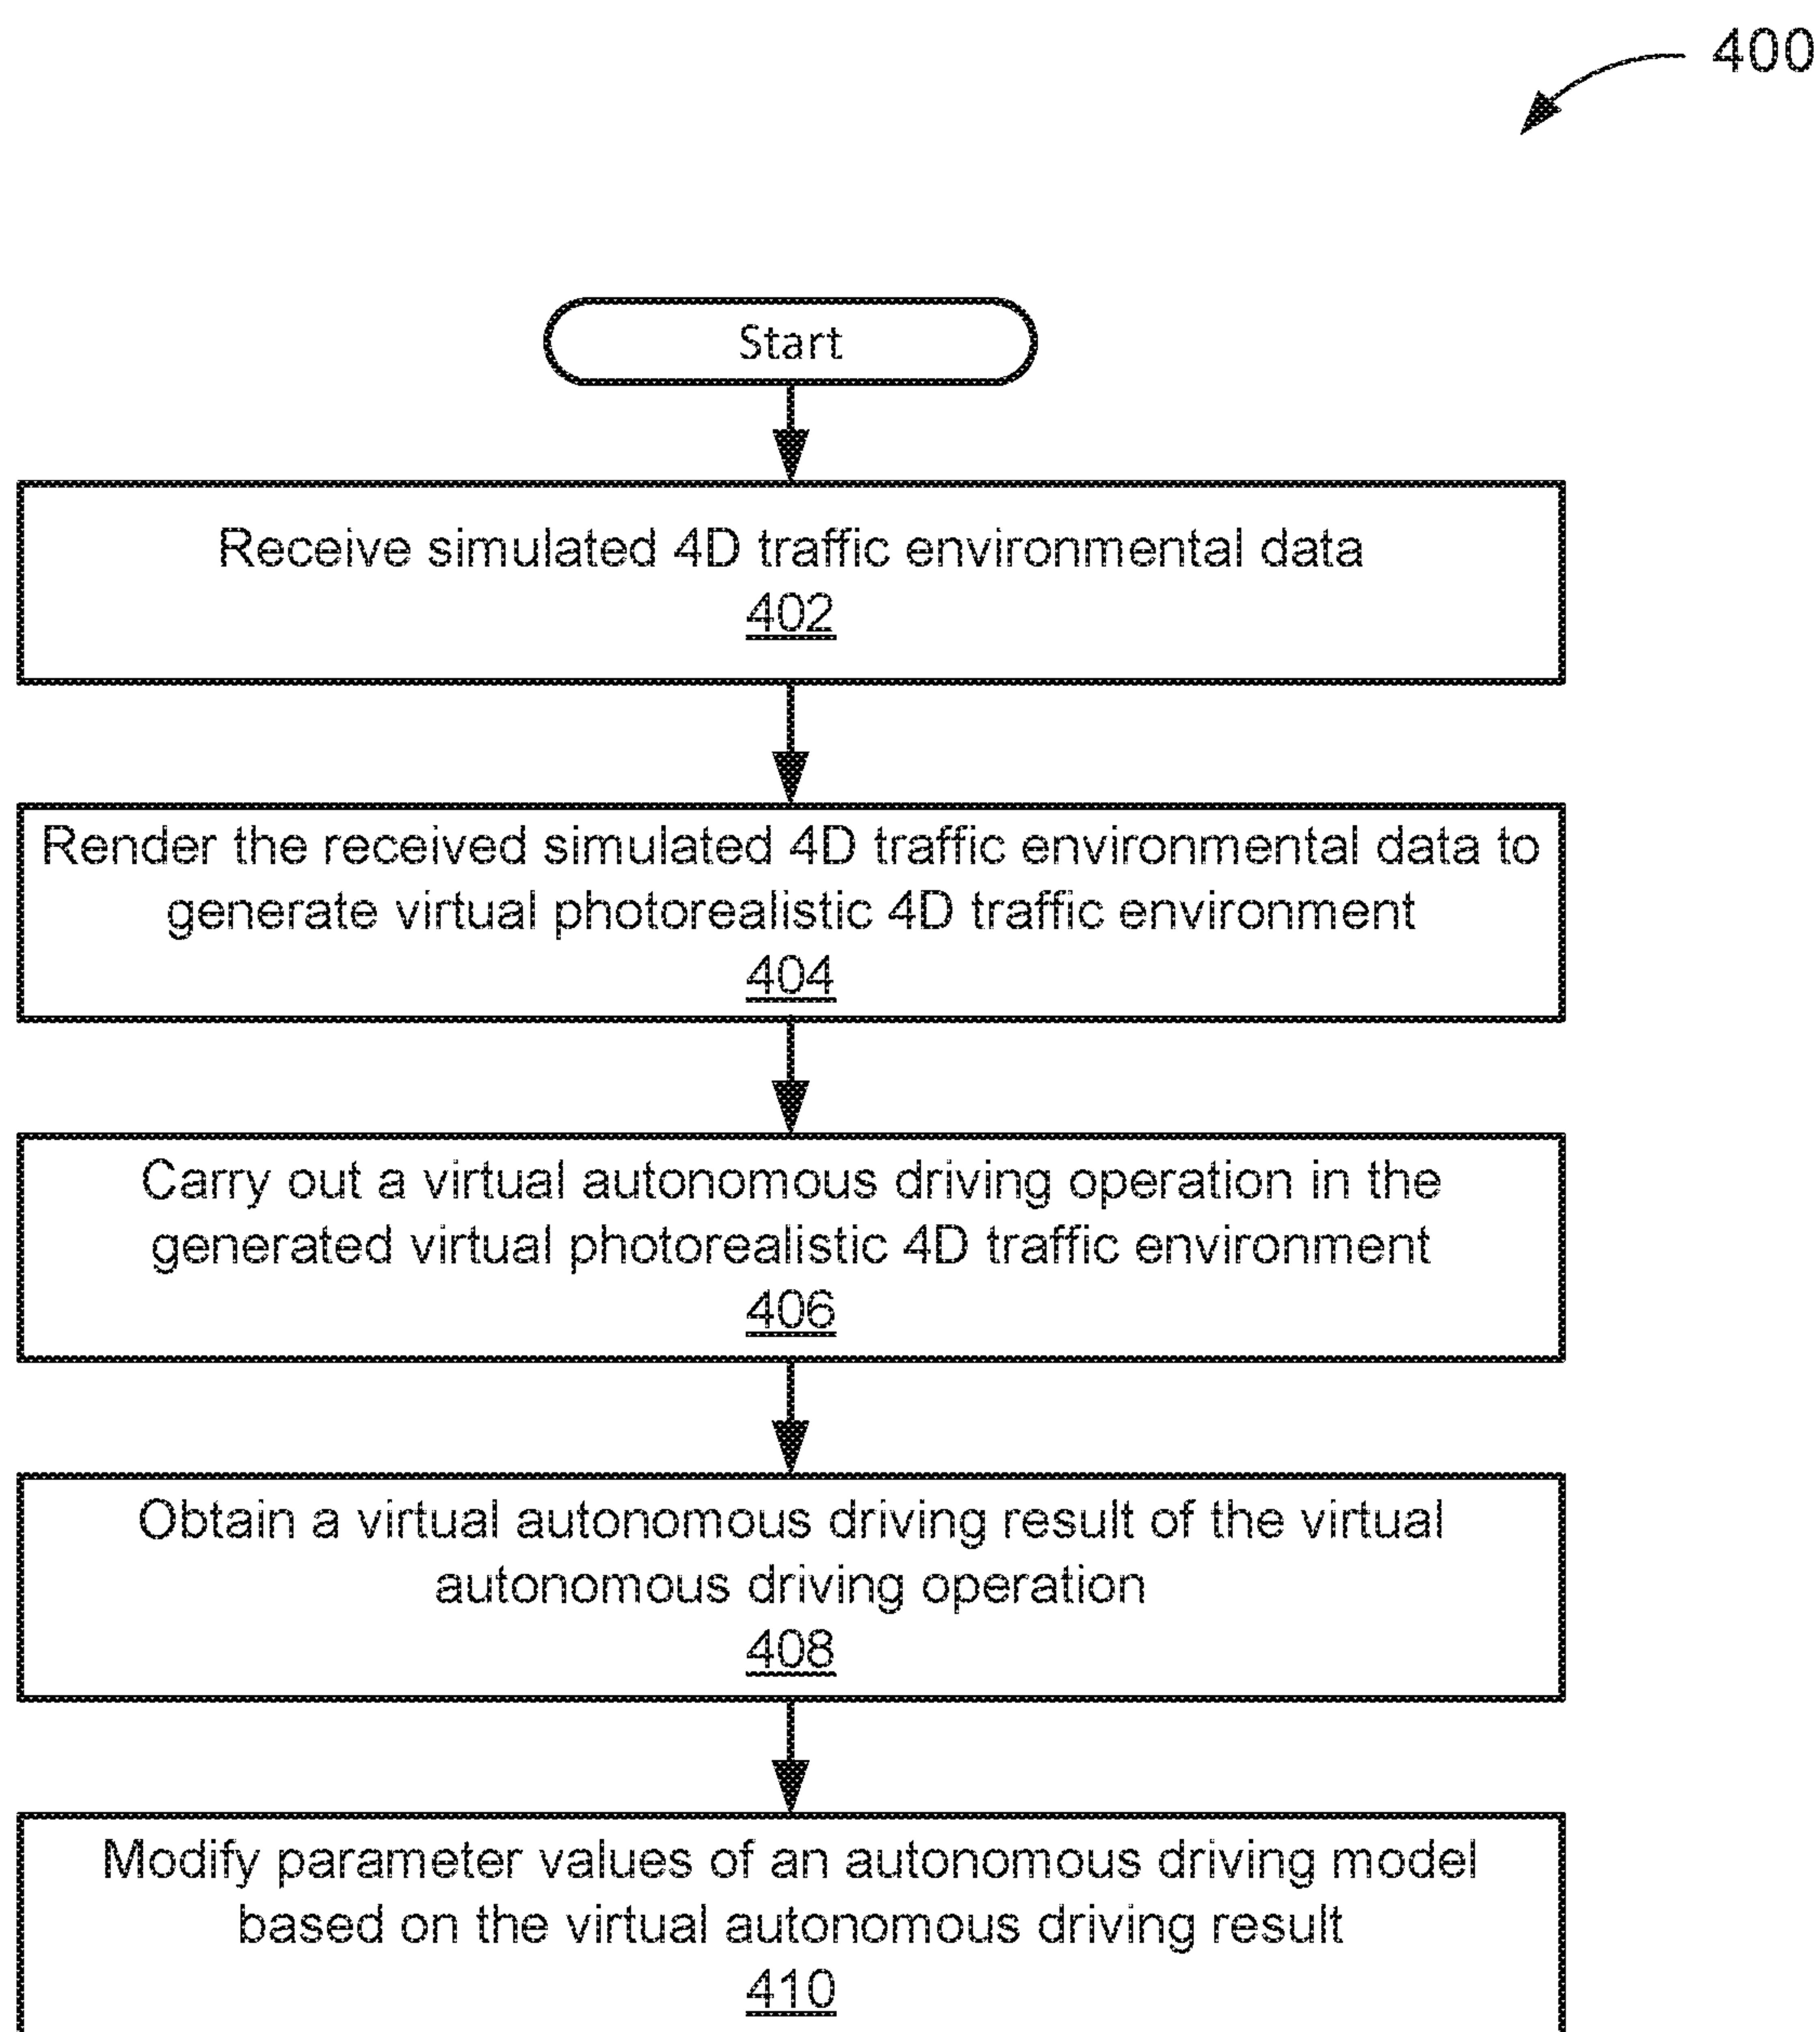 400
Start
Receive simulated 4D traffic environmental data
402
Render the received simulated 4D traffic environmental data to
generate virtual photorealistic 4D traffic environment
404
Carry out a virtual autonomous driving operation in the
generated virtual photorealistic 4D traffic environment
406
Obtain a virtual autonomous driving result of the virtual
autonomous driving operation
408
Modify parameter values of an autonomous driving model
based on the virtual autonomous driving result
410